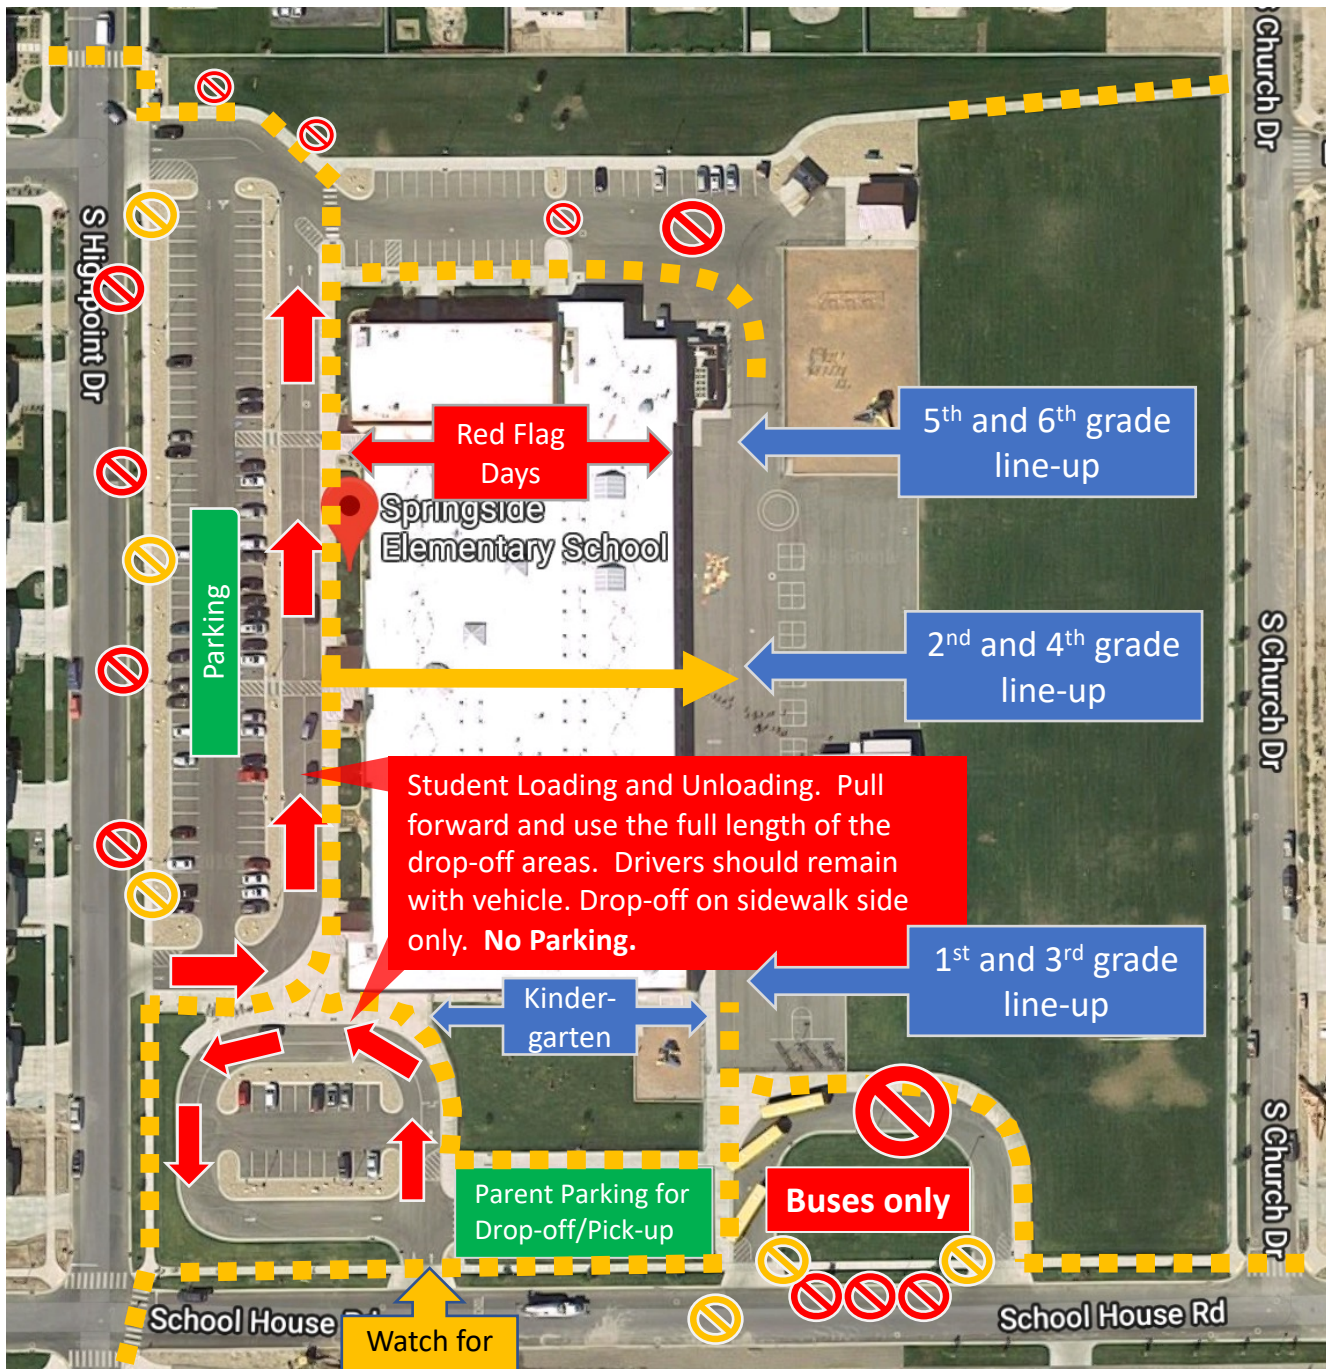 S Church Dr
S Highpoint Dr
5th and 6th grade
line-up
Red Flag
Days
Springside
Elementary School
Parking
2nd and 4th grade
line-up
S Church Dr
Student Loading and Unloading. Pull
forward and use the full length of the
drop-off areas. Drivers should remain
with vehicle. Drop-off on sidewalk side
only. No Parking.
1st and 3rd grade
line-up
Kinder-
garten
S Church Dr
Parent Parking for
Drop-off/Pick-up
Buses only
School House
School House Rd
Watch for